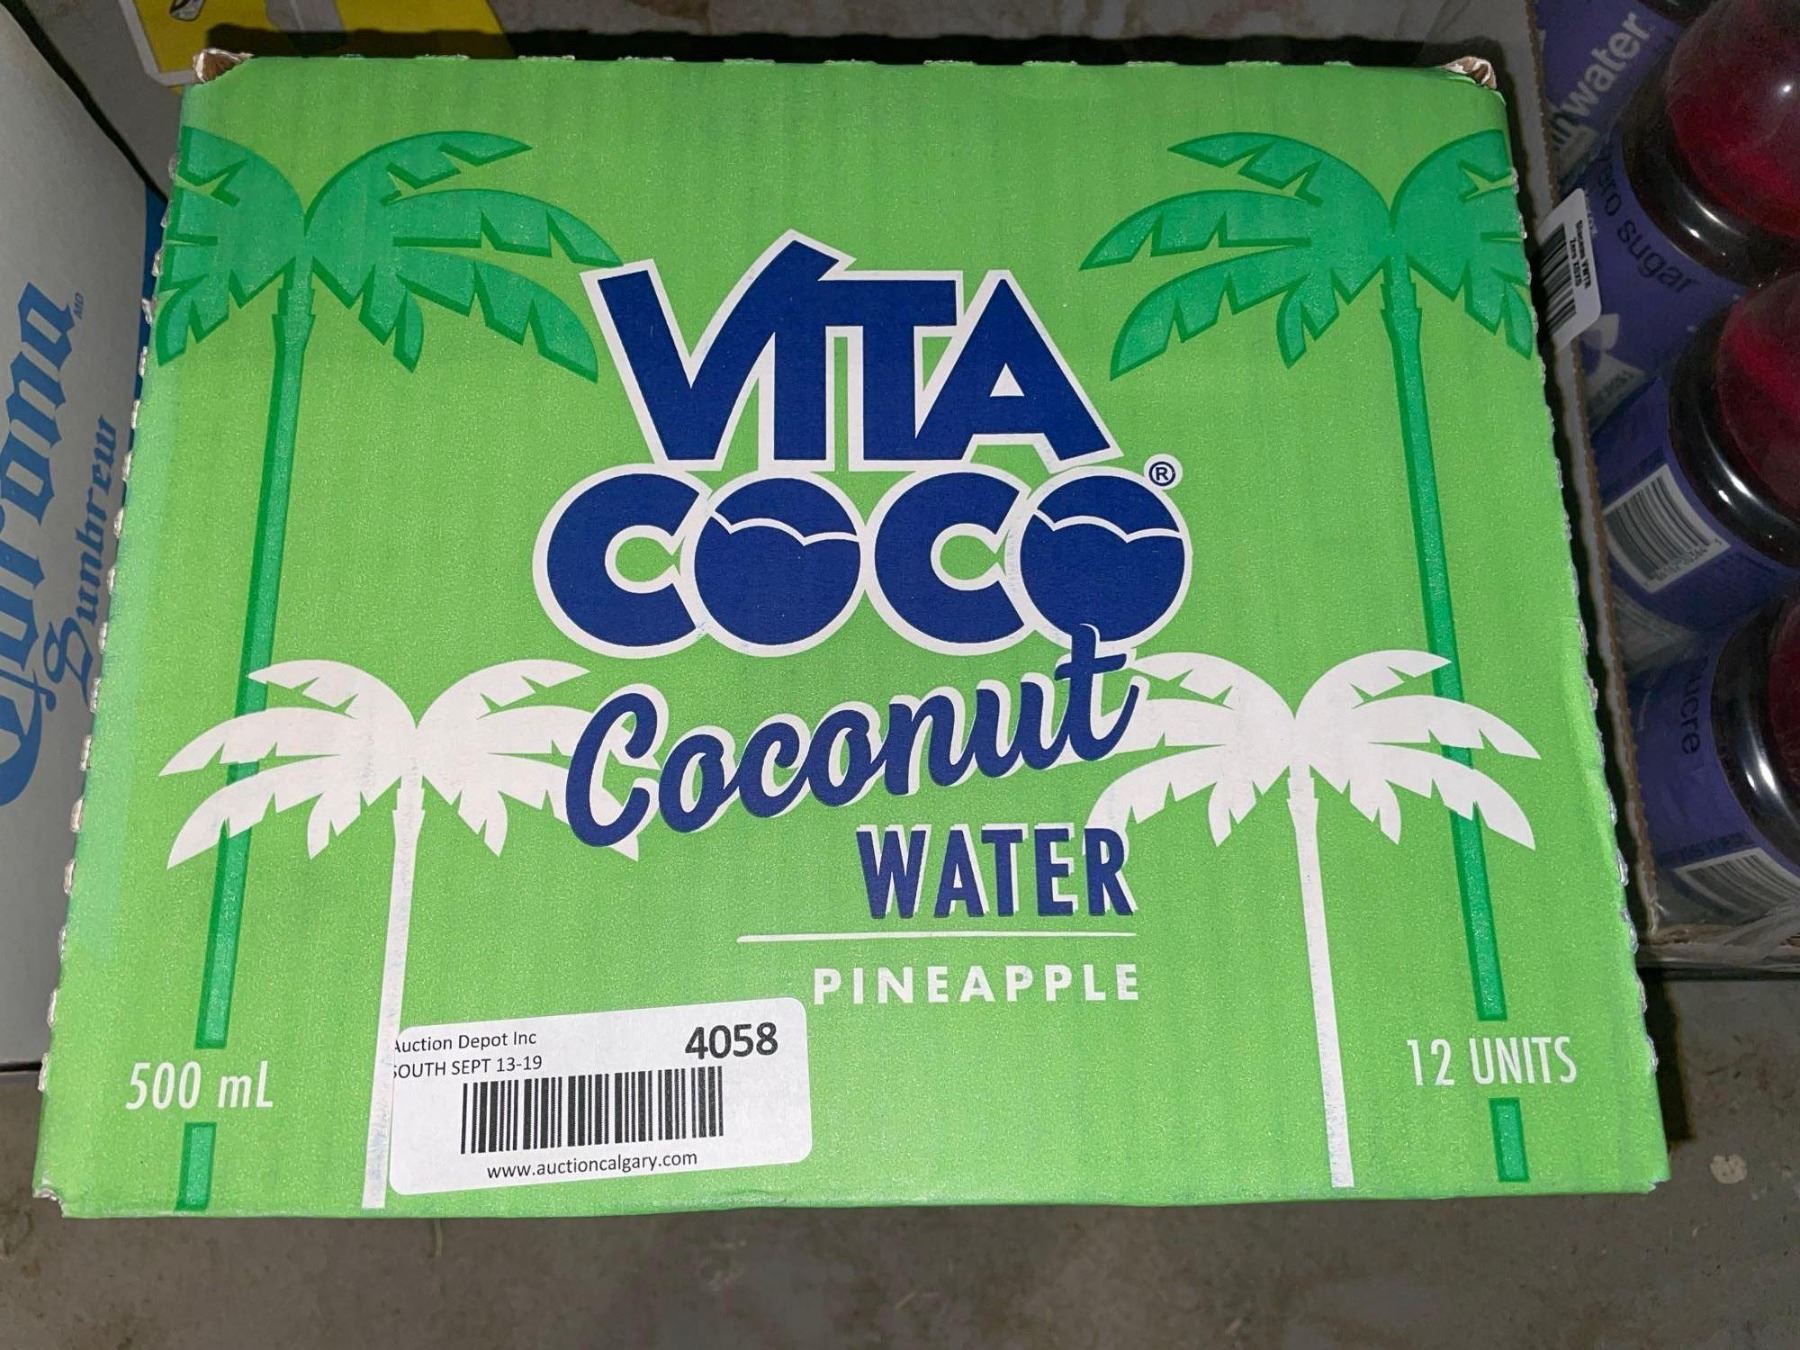 VITA
COCO®
Coconut
WATER
PINEAPPLE
500 mL
12 UNITS
Auction Depot Inc
SOUTH SEPT 13-19
4058
www.auctioncalgary.com
Corona
MD
Sunbrew
water
zero sugar
sucre